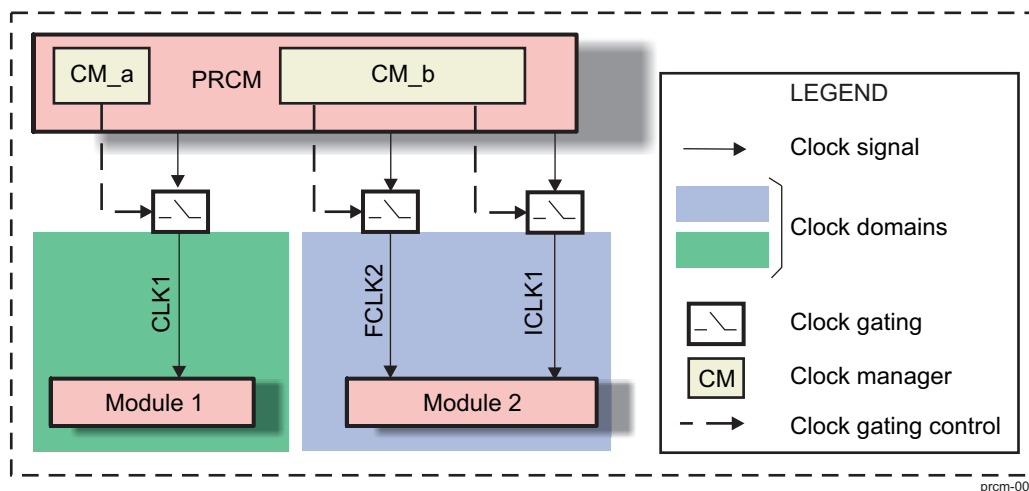 CM_a
PRCM
CM_b
CLK1
FCLK2
ICLK1
Module 1
Module 2
LEGEND
Clock signal
Clock domains
Clock gating
CM
Clock manager
Clock gating control
prcm-00